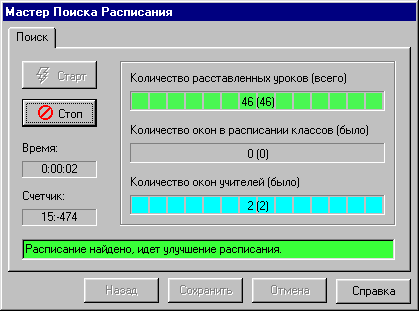 Мастер Поиска Расписания
Поиск
Старт
Стоп
Время:
0:00:02
Счетчик:
15:-474
Количество расставленных уроков (всего)
46 (46)
Количество окон в расписании классов (было)
0 (0)
Количество окон учителей (было)
2 (2)
Расписание найдено, идет улучшение расписания.
Назад
Сохранить
Отмена
Справка